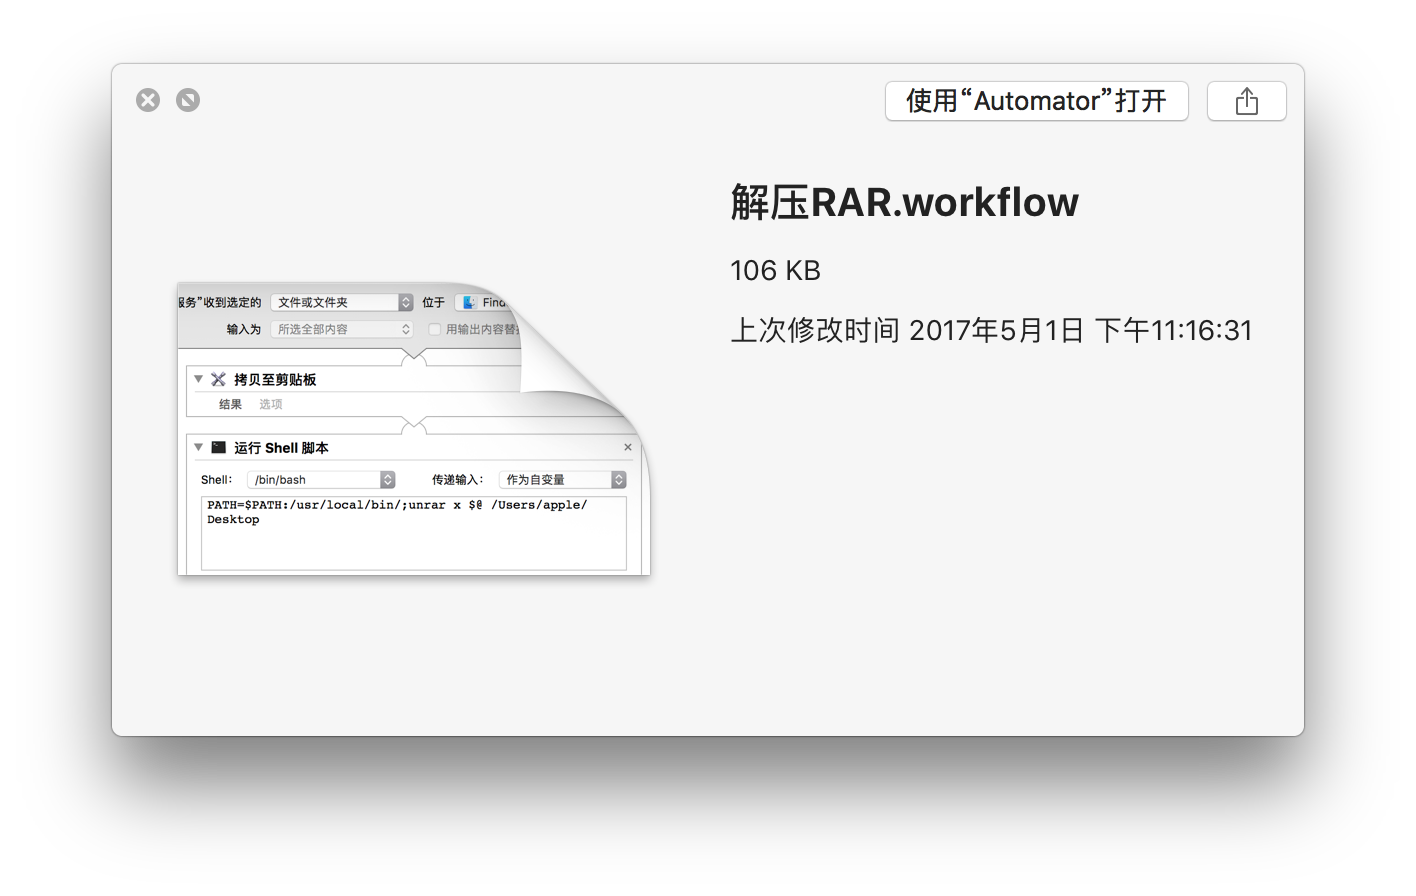 使用“Automator”打开
解压RAR.workflow
106 KB
上次修改时间 2017年5月1日 下午11:16:31
服务”收到选定的 文件或文件夹 位于
输入为 所选全部内容 用输出内容替
拷贝至剪贴板
结果 选项
运行 Shell 脚本
Shell: /bin/bash 传递输入: 作为自变量
PATH=$PATH:/usr/local/bin/;unrar x $@ /Users/apple/
Desktop